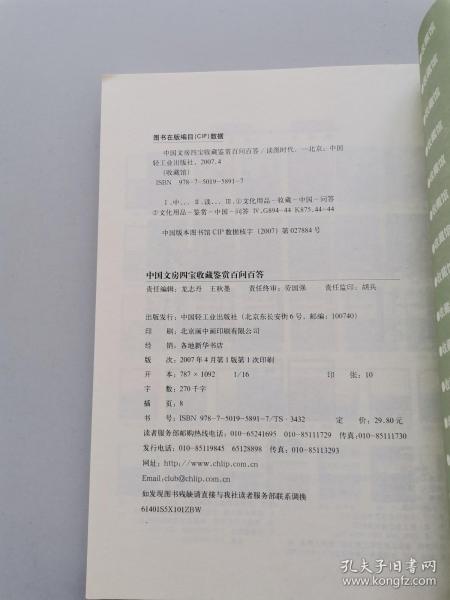 图书在版编目(CIP)数据
中国文房四宝收藏鉴赏百问百答/读图时代. —北京: 中国
轻工业出版社, 2007.4
(收藏馆)
ISBN 978-7-5019-5891-7
Ⅰ.中… Ⅱ.读… Ⅲ.①文化用品-收藏-中国-问答
②文化用品-鉴赏-中国-问答 Ⅳ.G894-44 K875.44-44
中国版本图书馆CIP数据核字(2007)第027884号
中国文房四宝收藏鉴赏百问百答
责任编辑: 龙志丹 王秋墨 责任终审: 劳国强 责任监印: 胡兵
出版发行: 中国轻工业出版社(北京东长安街6号, 邮编: 100740)
印 刷: 北京画中画印刷有限公司
经 销: 各地新华书店
版 次: 2007年4月第1版第1次印刷
开 本: 787×1092 1/16 印 张: 10
字 数: 270千字
插 页: 8
书 号: ISBN 978-7-5019-5891-7/TS·3432 定 价: 29.80元
读者服务部邮购热线电话: 010-65241695 010-85111729 传真: 010-85111730
发行电话: 010-85119845 65128898 传真: 010-85113293
网址: http://www.chlip.com.cn
Email:club@chlip.com.cn
如发现图书残缺请直接与我社读者服务部联系调换
61401S5X101ZBW
孔夫子旧书网
www.kongfz.com